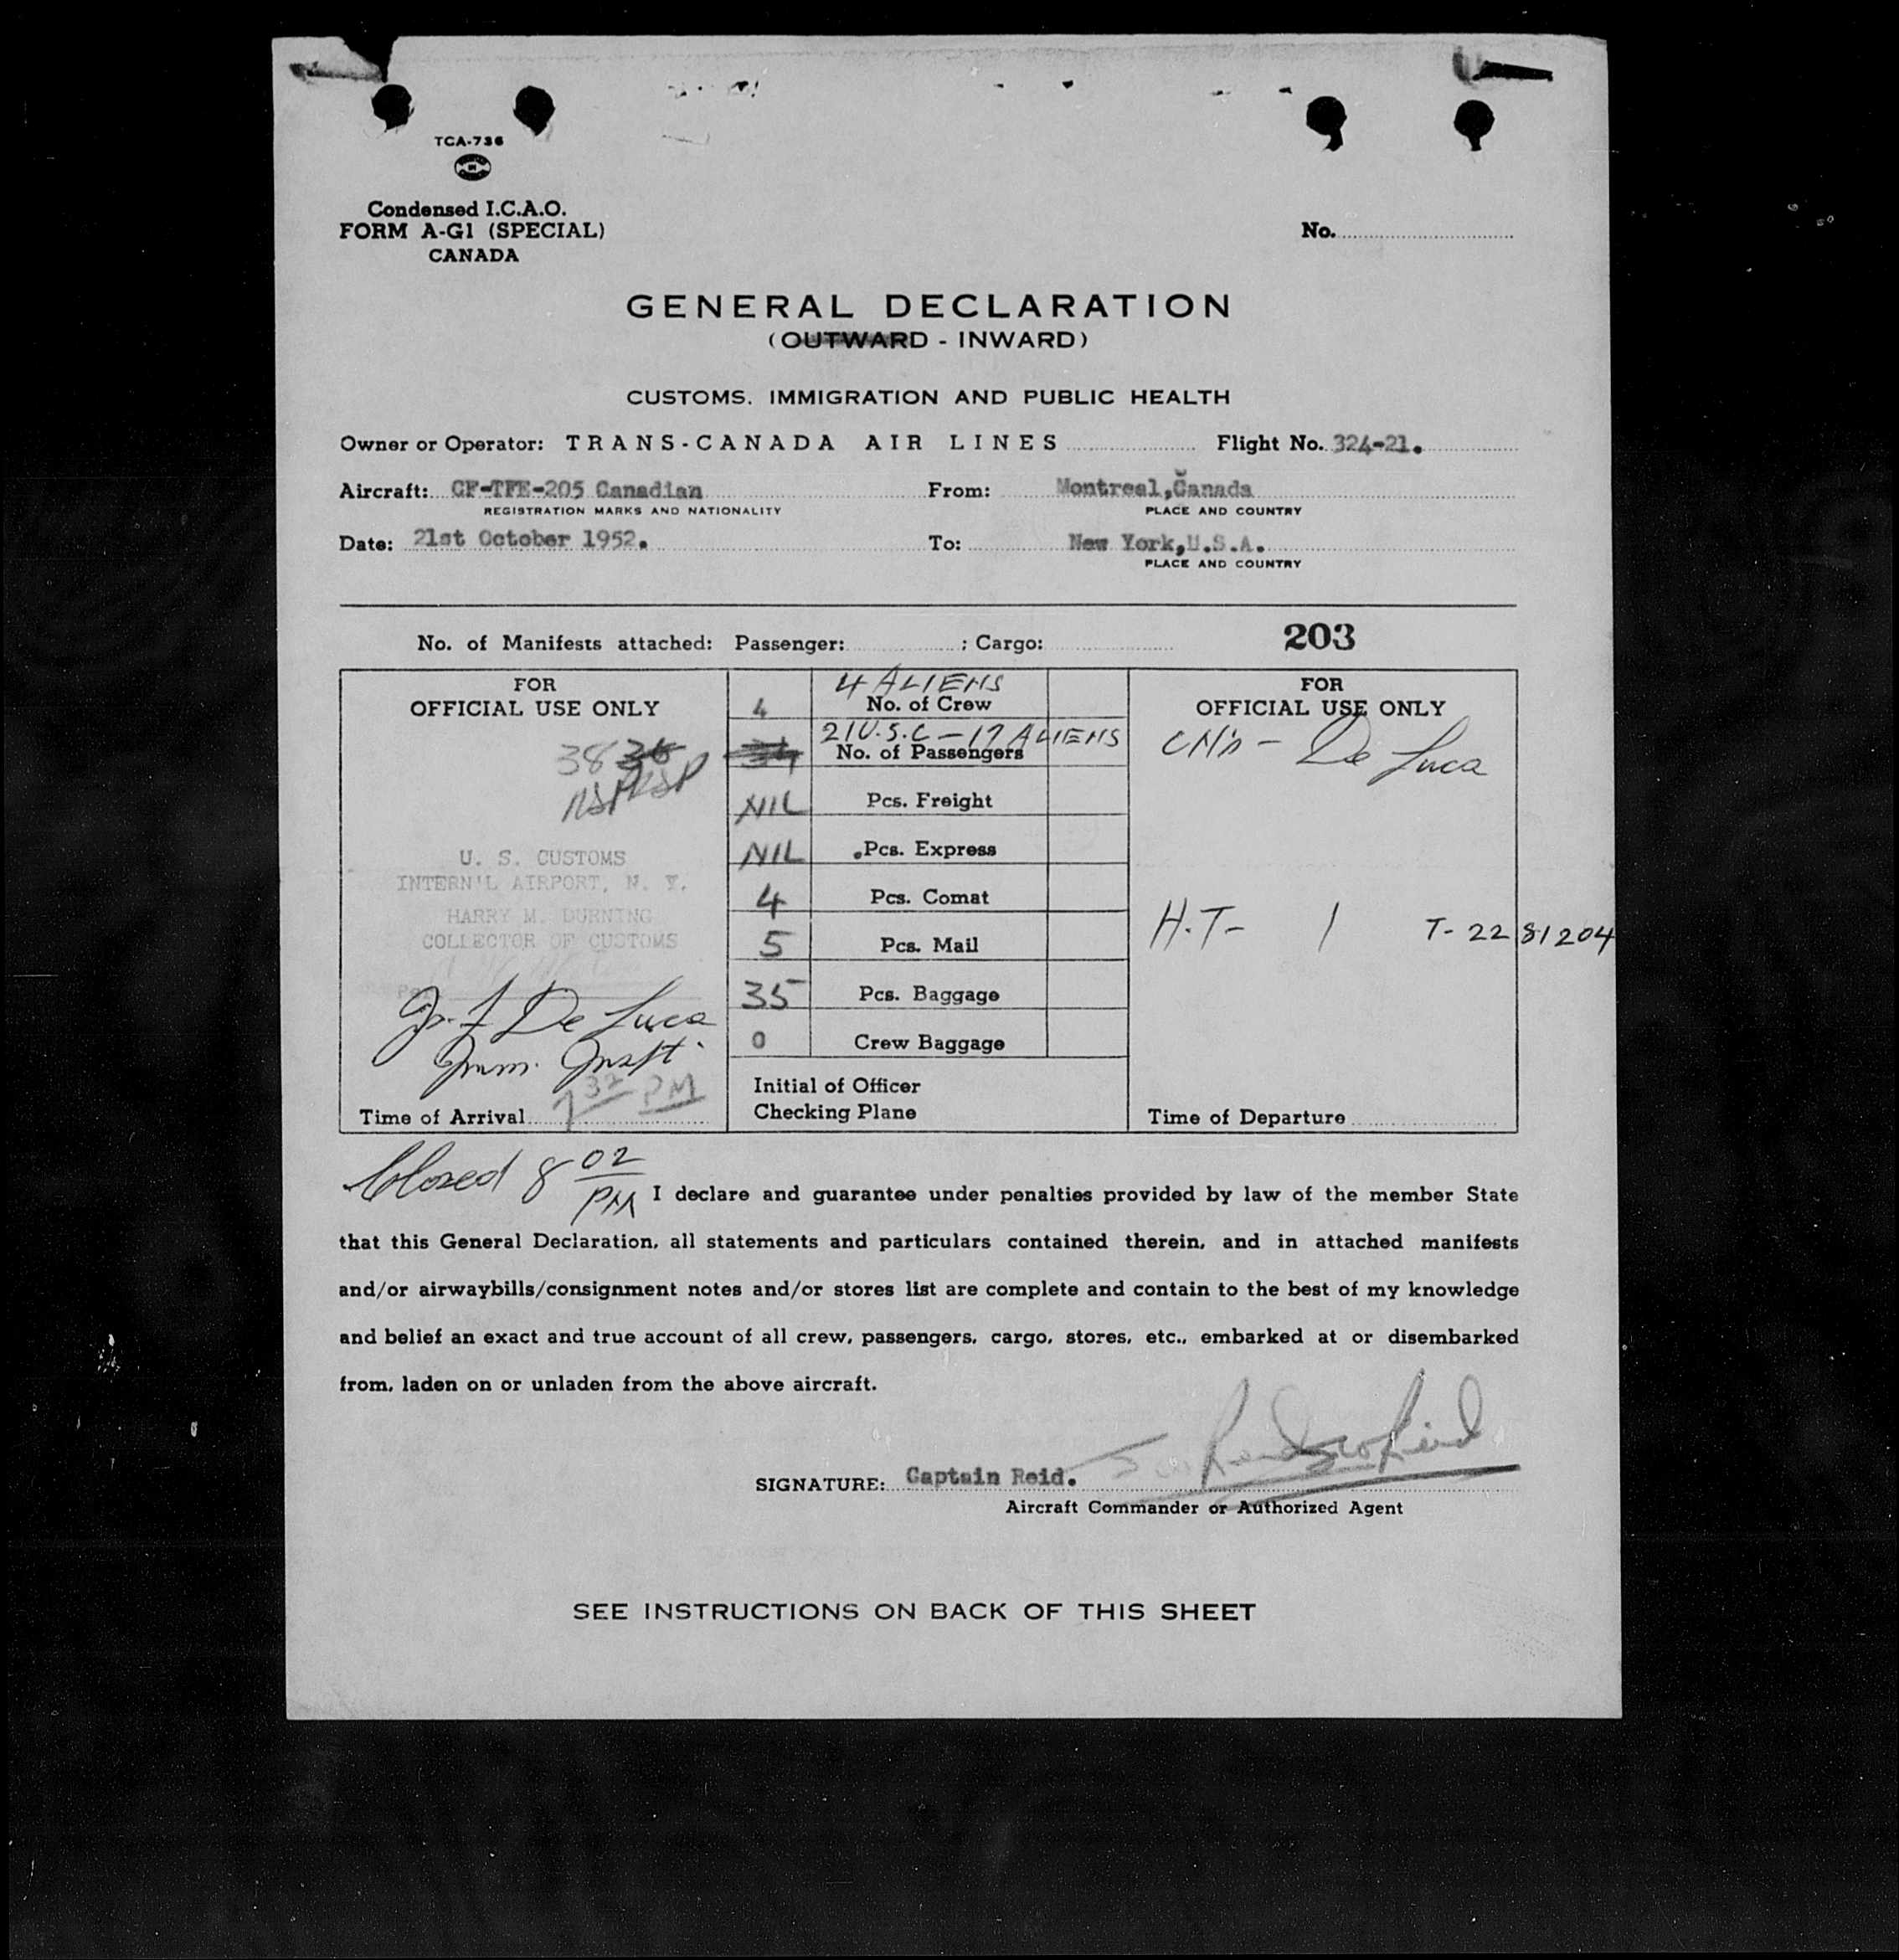 TCA-736
Condensed I.C.A.O.
FORM A-G1 (SPECIAL)
CANADA
No.
GENERAL DECLARATION
(OUTWARD - INWARD)
CUSTOMS. IMMIGRATION AND PUBLIC HEALTH
Owner or Operator: TRANS-CANADA AIR LINES Flight No. 324-21.
Aircraft: CF-TFE-205 Canadian From: Montreal, Canada
REGISTRATION MARKS AND NATIONALITY PLACE AND COUNTRY
Date: 21st October 1952. To: New York, U.S.A.
PLACE AND COUNTRY
No. of Manifests attached: Passenger: ; Cargo: 203
FOR
OFFICIAL USE ONLY
38 36
U. S. CUSTOMS
INTERN'L AIRPORT, N. Y.
HARRY M. DURNING
COLLECTOR OF CUSTOMS
De Luca
Imm. Inspt.
Time of Arrival 7 32 PM
4 ALIENS
4 No. of Crew
21 U.S.C - 17 ALIENS
No. of Passengers
NIL Pcs. Freight
NIL Pcs. Express
4 Pcs. Comat
5 Pcs. Mail
35 Pcs. Baggage
0 Crew Baggage
Initial of Officer
Checking Plane
FOR
OFFICIAL USE ONLY
De Luca
H.T- 1 T-2281204
Time of Departure
Closed 8 02 PM
I declare and guarantee under penalties provided by law of the member State
that this General Declaration, all statements and particulars contained therein, and in attached manifests
and/or airwaybills/consignment notes and/or stores list are complete and contain to the best of my knowledge
and belief an exact and true account of all crew, passengers, cargo, stores, etc., embarked at or disembarked
from, laden on or unladen from the above aircraft.
SIGNATURE: Captain Reid.
Aircraft Commander or Authorized Agent
SEE INSTRUCTIONS ON BACK OF THIS SHEET